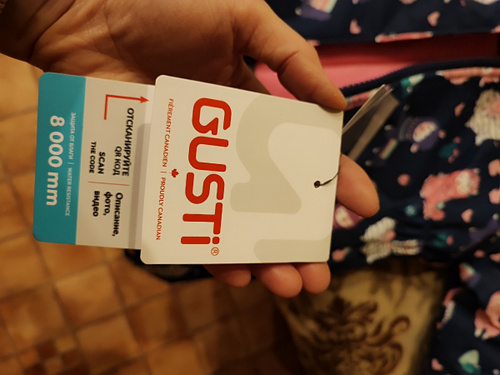 GUSTi®
FIÈREMENT CANADIEN | PROUDLY CANADIAN
ОТСКАНИРУЙТЕ
QR КОД
SCAN
THE CODE
Описание,
фото,
видео
ЗАЩИТА ОТ ВЛАГИ / WATER RESISTANCE
8 000 mm